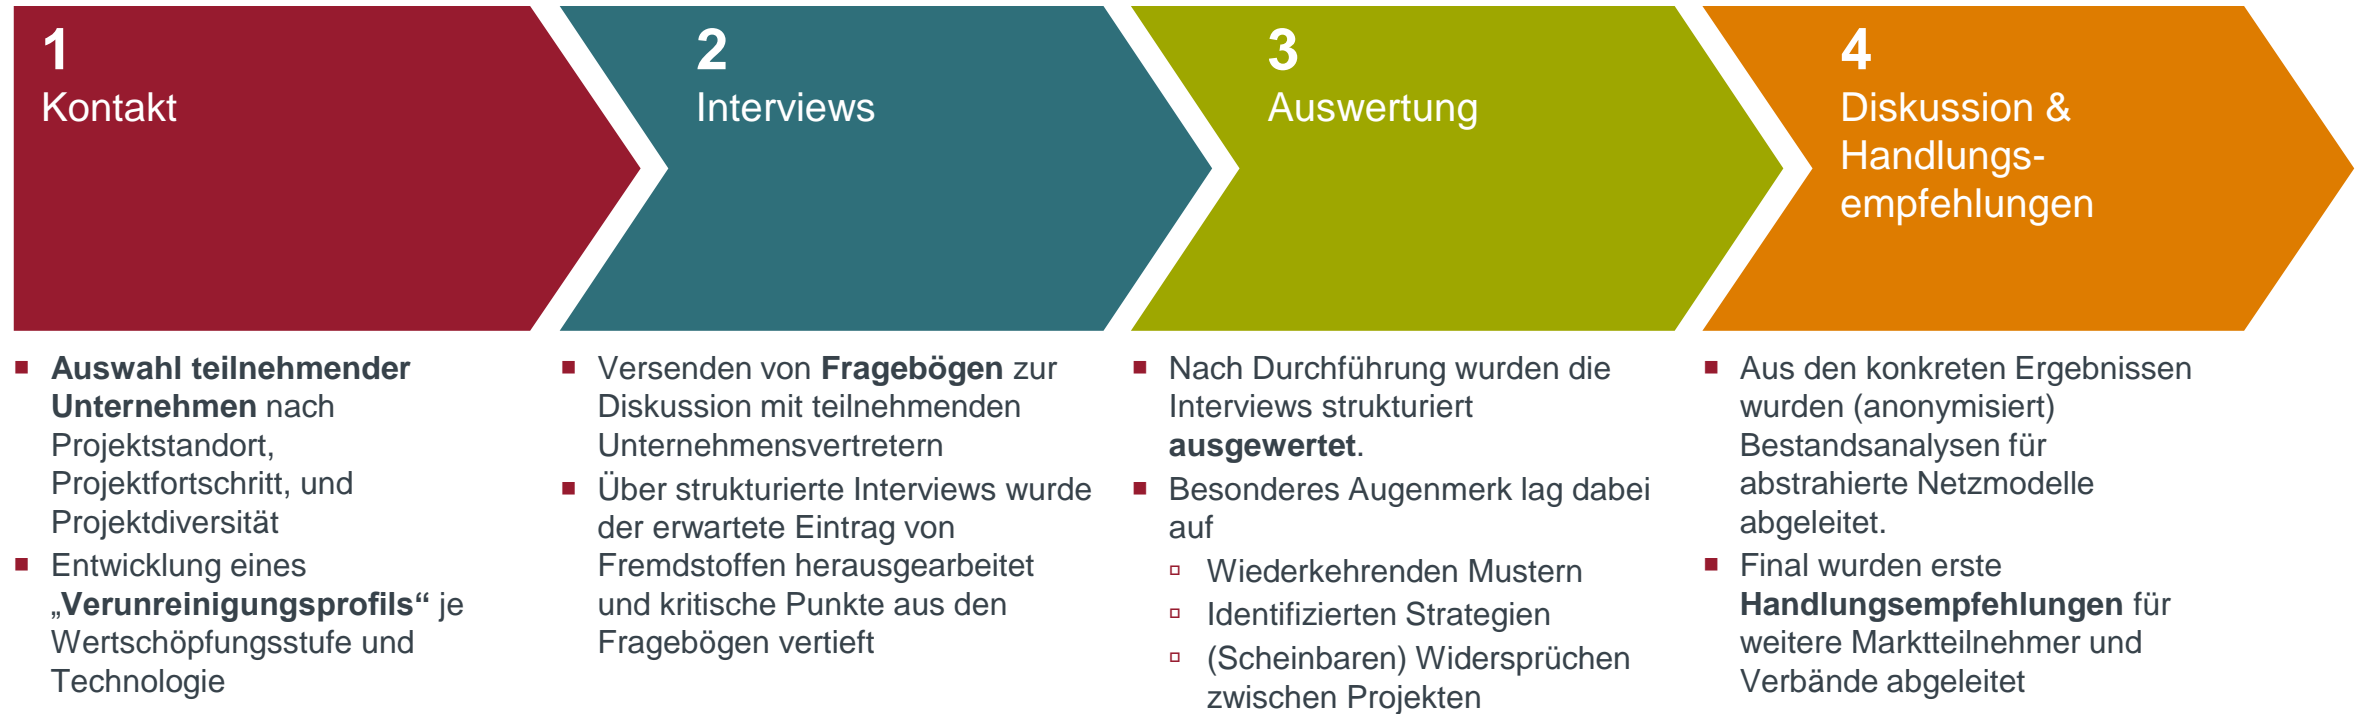 1
Kontakt
2
Interviews
3
Auswertung
4
Diskussion &
Handlungs-
empfehlungen
Auswahl teilnehmender
Unternehmen nach
Projektstandort,
Projektfortschritt, und
Projektdiversität
Entwicklung eines
„Verunreinigungsprofils“ je
Wertschöpfungsstufe und
Technologie
Versenden von Fragebögen zur
Diskussion mit teilnehmenden
Unternehmensvertretern
Über strukturierte Interviews wurde
der erwartete Eintrag von
Fremdstoffen herausgearbeitet
und kritische Punkte aus den
Fragebögen vertieft
Nach Durchführung wurden die
Interviews strukturiert
ausgewertet.
Besonderes Augenmerk lag dabei
auf
Wiederkehrenden Mustern
Identifizierten Strategien
(Scheinbaren) Widersprüchen
zwischen Projekten
Aus den konkreten Ergebnissen
wurden (anonymisiert)
Bestandsanalysen für
abstrahierte Netzmodelle
abgeleitet.
Final wurden erste
Handlungsempfehlungen für
weitere Marktteilnehmer und
Verbände abgeleitet